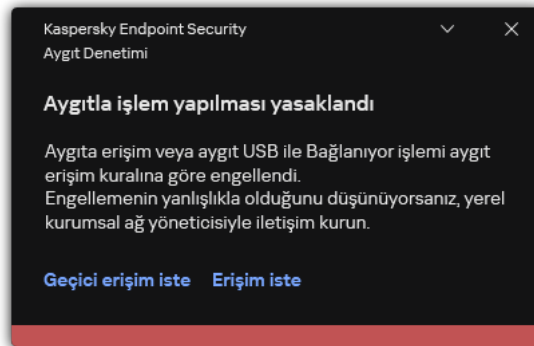 Kaspersky Endpoint Security
Aygıt Denetimi
Aygıtla işlem yapılması yasaklandı
Aygıta erişim veya aygıt USB ile Bağlanıyor işlemi aygıt
erişim kuralına göre engellendi.
Engellemenin yanlışlıkla olduğunu düşünüyorsanız, yerel
kurumsal ağ yöneticisiyle iletişim kurun.
Geçici erişim iste Erişim iste